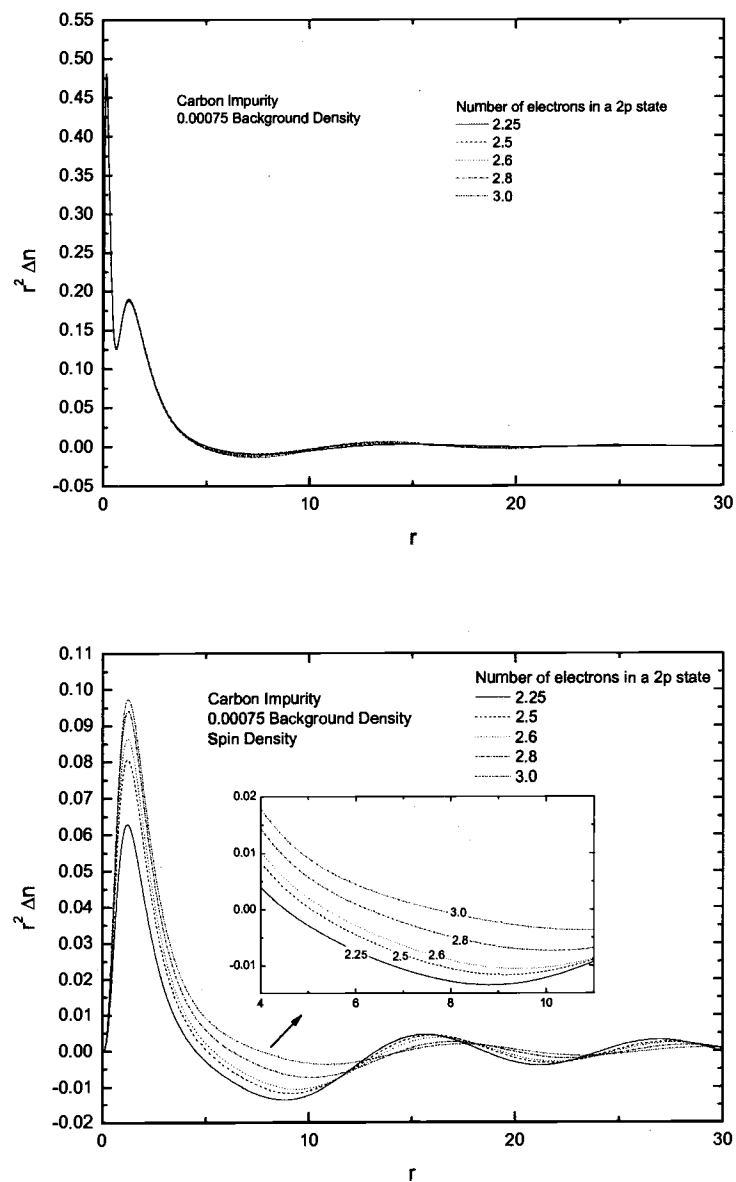 0.55
0.50
0.45
0.40
0.35
0.30
0.25
0.20
0.15
0.10
0.05
0.00
-0.05
r² Δn
Carbon Impurity
0.00075 Background Density
Number of electrons in a 2p state
2.25
2.5
2.6
2.8
3.0
0 10 20 30
r
0.11
0.10
0.09
0.08
0.07
0.06
0.05
0.04
0.03
0.02
0.01
0.00
-0.01
-0.02
r² Δn
Carbon Impurity
0.00075 Background Density
Spin Density
Number of electrons in a 2p state
2.25
2.5
2.6
2.8
3.0
0.02
0.01
0.00
-0.01
3.0
2.8
2.25 2.5 2.6
4 6 8 10
0 10 20 30
r